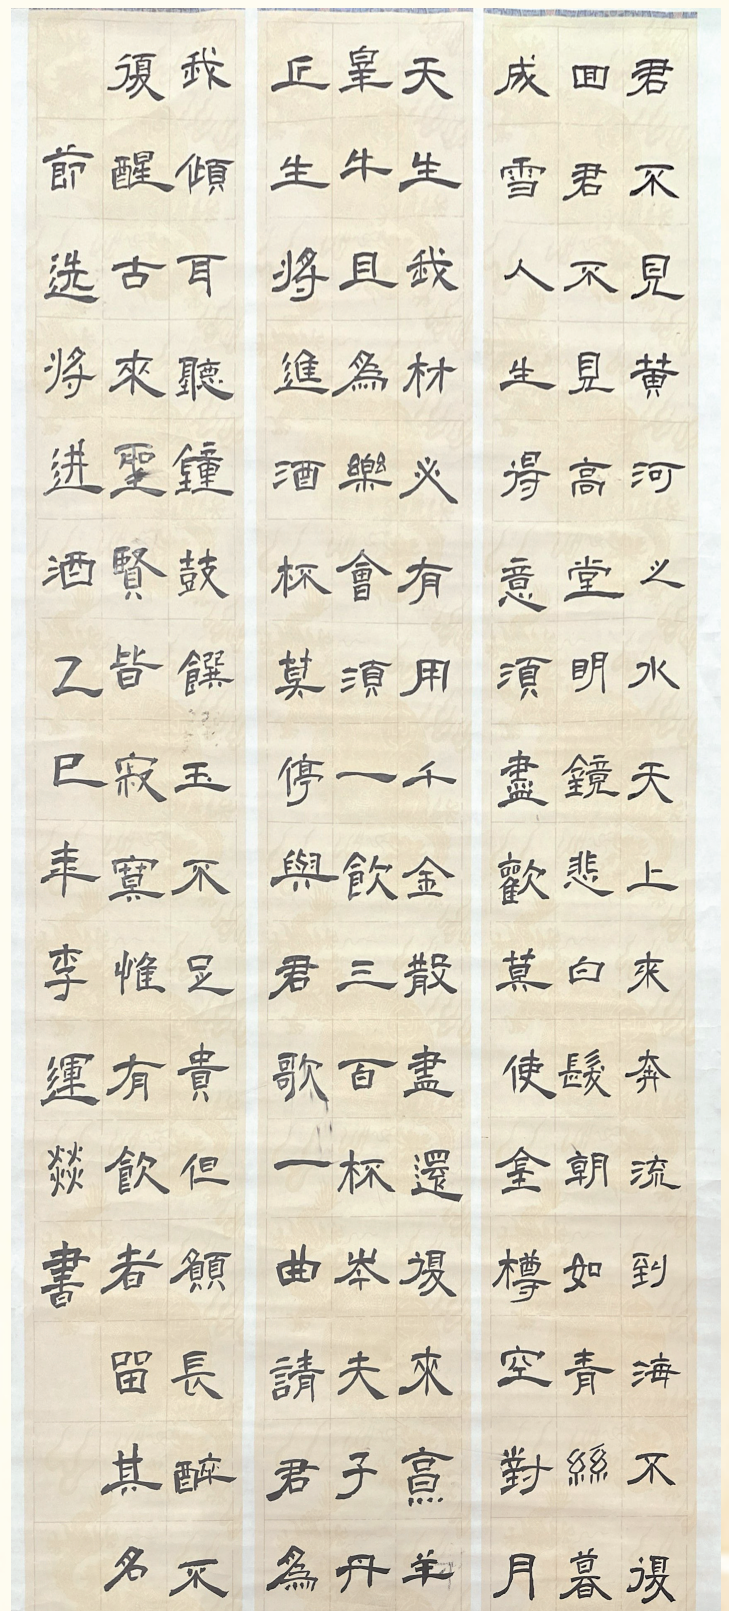 君不見黄河之水天上來奔流到海不復
回君不見高堂明鏡悲白髮朝如青絲暮
成雪人生得意須盡歡莫使金樽空對月
天生我材必有用千金散盡還復來烹羊
宰牛且為樂會須一飲三百杯岑夫子丹
丘生將進酒杯莫停與君歌一曲請君為
我傾耳聽鐘鼓饌玉不足貴但願長醉不
復醒古來聖賢皆寂寞惟有飲者留其名
節选將进酒乙巳年李運燚書